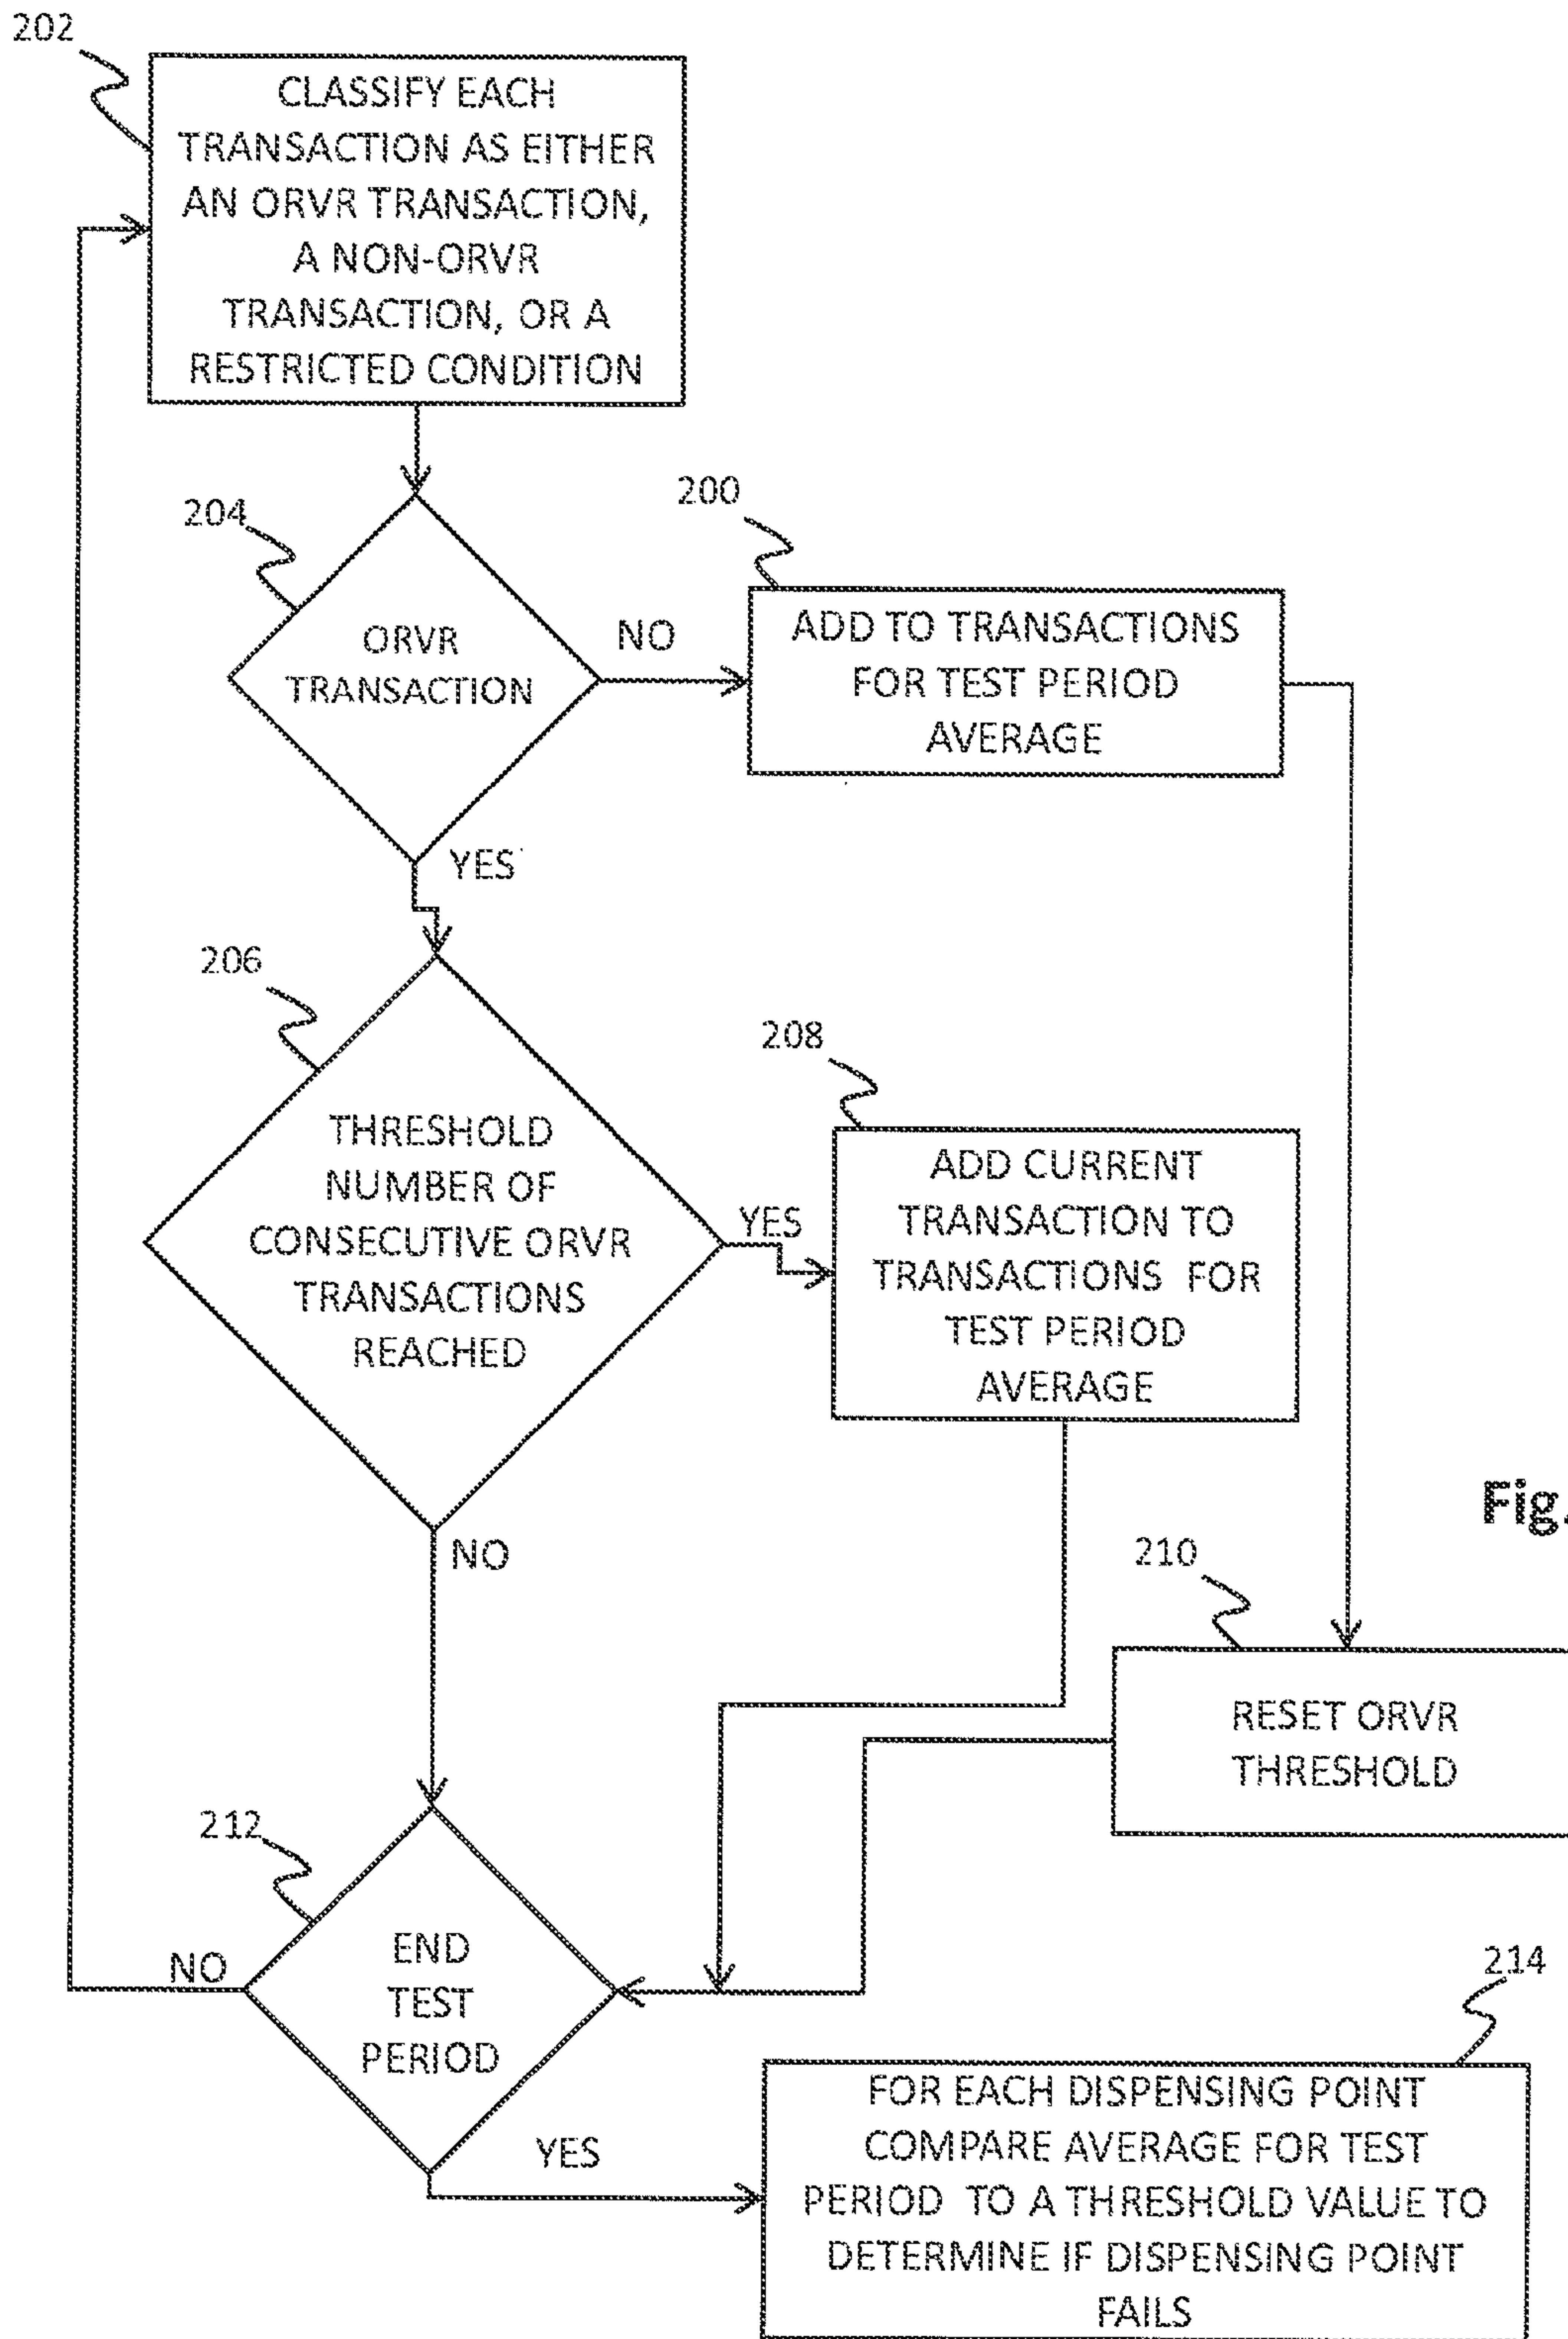 202
CLASSIFY EACH
TRANSACTION AS EITHER
AN ORVR TRANSACTION,
A NON-ORVR
TRANSACTION, OR A
RESTRICTED CONDITION
204
ORVR
TRANSACTION
NO
200
ADD TO TRANSACTIONS
FOR TEST PERIOD
AVERAGE
YES
206
THRESHOLD
NUMBER OF
CONSECUTIVE ORVR
TRANSACTIONS
REACHED
YES
208
ADD CURRENT
TRANSACTION TO
TRANSACTIONS FOR
TEST PERIOD
AVERAGE
NO
Fig.
210
RESET ORVR
THRESHOLD
212
END
TEST
PERIOD
NO
YES
214
FOR EACH DISPENSING POINT
COMPARE AVERAGE FOR TEST
PERIOD TO A THRESHOLD VALUE TO
DETERMINE IF DISPENSING POINT
FAILS